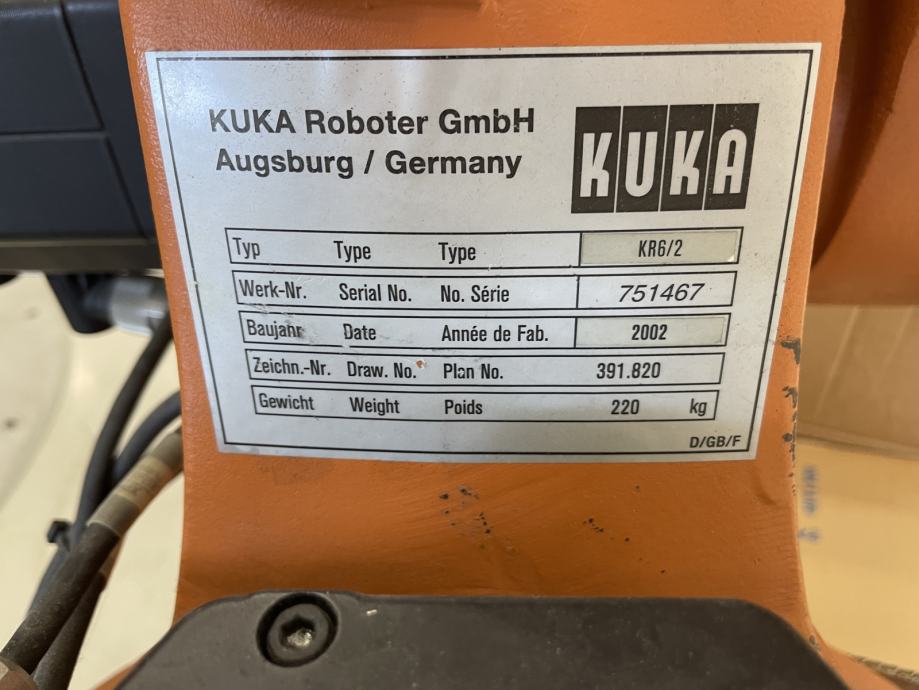 KUKA Roboter GmbH
Augsburg / Germany
KUKA
Typ Type Type KR6/2
Werk-Nr. Serial No. No. Série 751467
Baujahr Date Année de Fab. 2002
Zeichn.-Nr. Draw. No. Plan No. 391.820
Gewicht Weight Poids 220 kg
D/GB/F